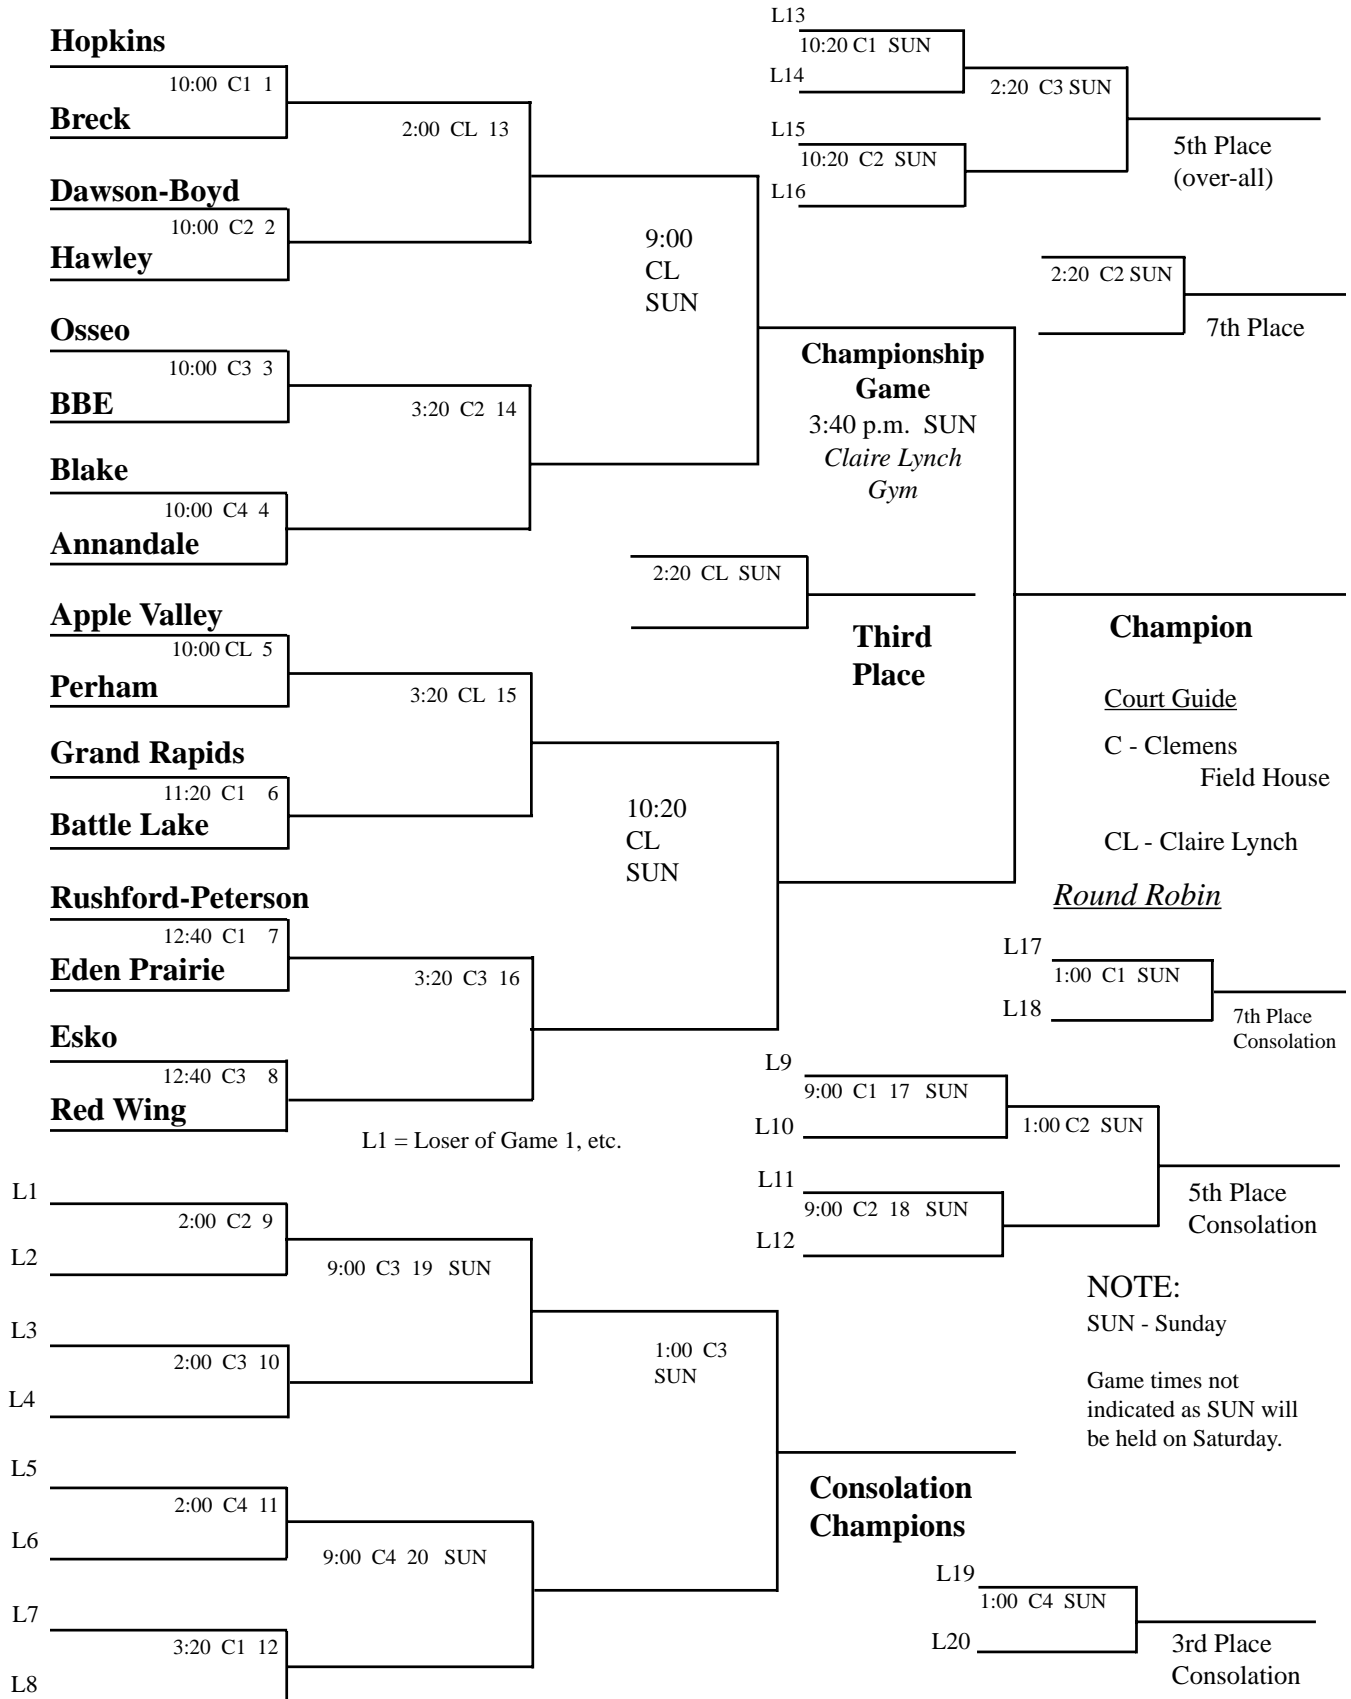 Hopkins
10:00 C1 1
Breck
2:00 CL 13
Dawson-Boyd
10:00 C2 2
Hawley
9:00
CL
SUN
Osseo
10:00 C3 3
BBE
3:20 C2 14
Blake
10:00 C4 4
Annandale
Championship
Game
3:40 p.m. SUN
Claire Lynch
Gym
2:20 CL SUN
Third
Place
Apple Valley
10:00 CL 5
Perham
3:20 CL 15
Grand Rapids
11:20 C1 6
Battle Lake
10:20
CL
SUN
Rushford-Peterson
12:40 C1 7
Eden Prairie
3:20 C3 16
Esko
12:40 C3 8
Red Wing
L1 = Loser of Game 1, etc.
L13
10:20 C1 SUN
L14
2:20 C3 SUN
L15
10:20 C2 SUN
L16
5th Place
(over-all)
2:20 C2 SUN
7th Place
Champion
Court Guide
C - Clemens
Field House
CL - Claire Lynch
Round Robin
L17
1:00 C1 SUN
L18
7th Place
Consolation
L9
9:00 C1 17 SUN
L10
1:00 C2 SUN
L11
9:00 C2 18 SUN
L12
5th Place
Consolation
NOTE:
SUN - Sunday
Game times not
indicated as SUN will
be held on Saturday.
L1
2:00 C2 9
L2
9:00 C3 19 SUN
L3
2:00 C3 10
L4
1:00 C3
SUN
L5
2:00 C4 11
L6
9:00 C4 20 SUN
L7
3:20 C1 12
L8
Consolation
Champions
L19
1:00 C4 SUN
L20
3rd Place
Consolation